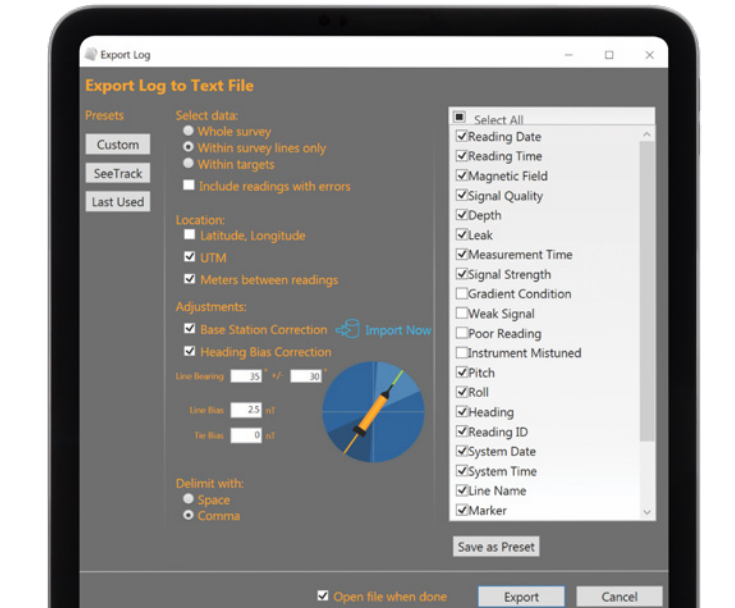 Export Log
Export Log to Text File
Presets
Custom
SeeTrack
Last Used
Select data:
Whole survey
Within survey lines only
Within targets
Include readings with errors
Location:
Latitude, Longitude
UTM
Meters between readings
Adjustments:
Base Station Correction Import Now
Heading Bias Correction
Line Bearing 35 ° +/- 30 °
Line Bias 2.5 nT
Tie Bias 0 nT
Delimit with:
Space
Comma
Select All
Reading Date
Reading Time
Magnetic Field
Signal Quality
Depth
Leak
Measurement Time
Signal Strength
Gradient Condition
Weak Signal
Poor Reading
Instrument Mistuned
Pitch
Roll
Heading
Reading ID
System Date
System Time
Line Name
Marker
Save as Preset
Open file when done
Export
Cancel